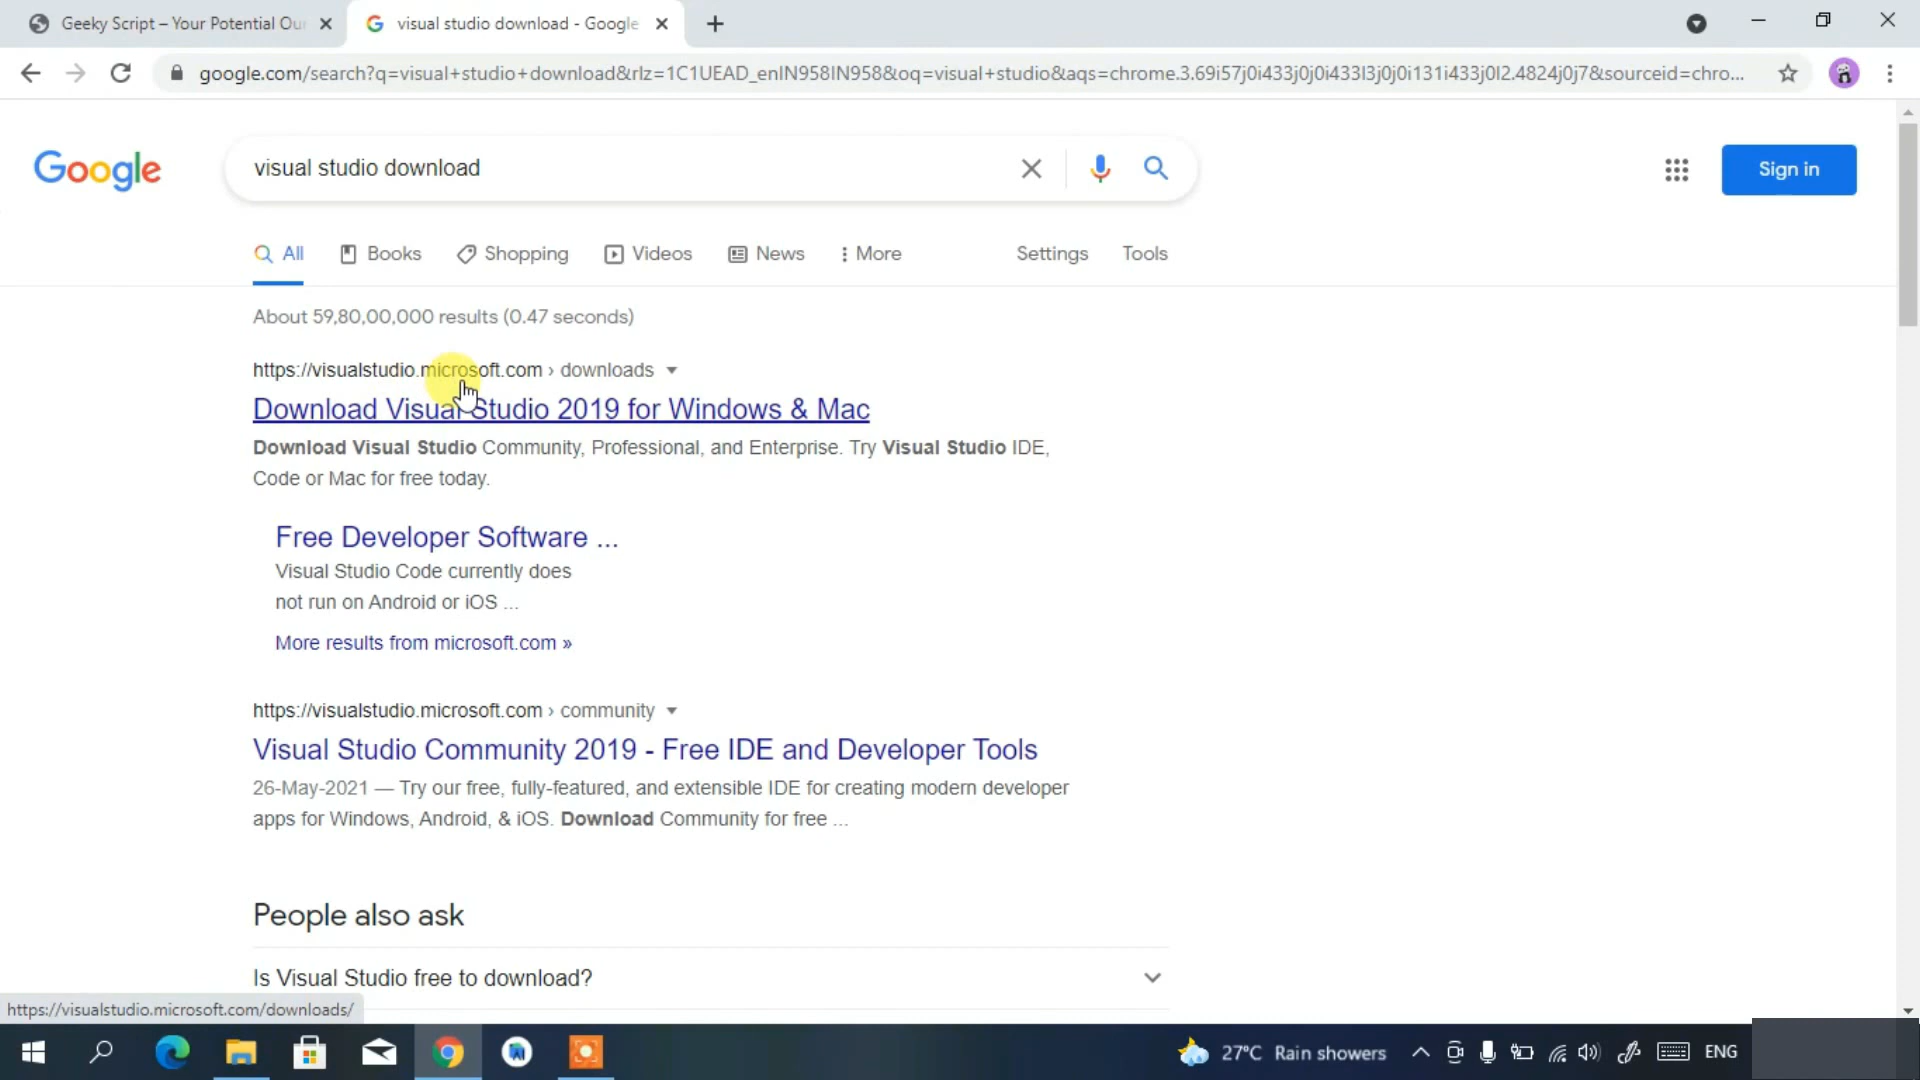 Geeky Script – Your Potential Our
visual studio download - Google
google.com/search?q=visual+studio+download&rlz=1C1UEAD_enIN958IN958&oq=visual+studio&aqs=chrome.3.69i57j0i433j0j0i433l3j0j0i131i433j0l2.4824j0j7&sourceid=chro...
Google
visual studio download
Sign in
All Books Shopping Videos News More Settings Tools
About 59,80,00,000 results (0.47 seconds)
https://visualstudio.microsoft.com › downloads
Download Visual Studio 2019 for Windows & Mac
Download Visual Studio Community, Professional, and Enterprise. Try Visual Studio IDE,
Code or Mac for free today.
Free Developer Software ...
Visual Studio Code currently does
not run on Android or iOS ...
More results from microsoft.com »
https://visualstudio.microsoft.com › community
Visual Studio Community 2019 - Free IDE and Developer Tools
26-May-2021 — Try our free, fully-featured, and extensible IDE for creating modern developer
apps for Windows, Android, & iOS. Download Community for free ...
People also ask
Is Visual Studio free to download?
https://visualstudio.microsoft.com/downloads/
27°C Rain showers ENG